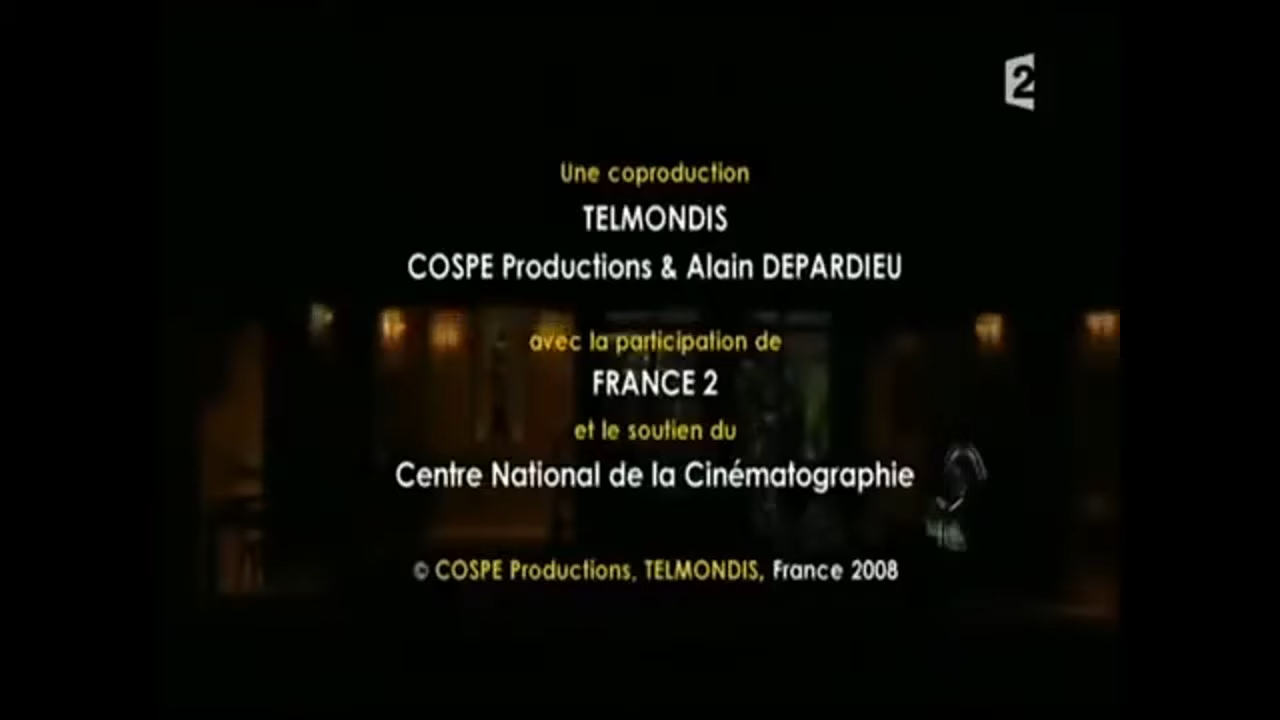 2
Une coproduction
TELMONDIS
COSPE Productions & Alain DEPARDIEU
avec la participation de
FRANCE 2
et le soutien du
Centre National de la Cinématographie
© COSPE Productions, TELMONDIS, France 2008